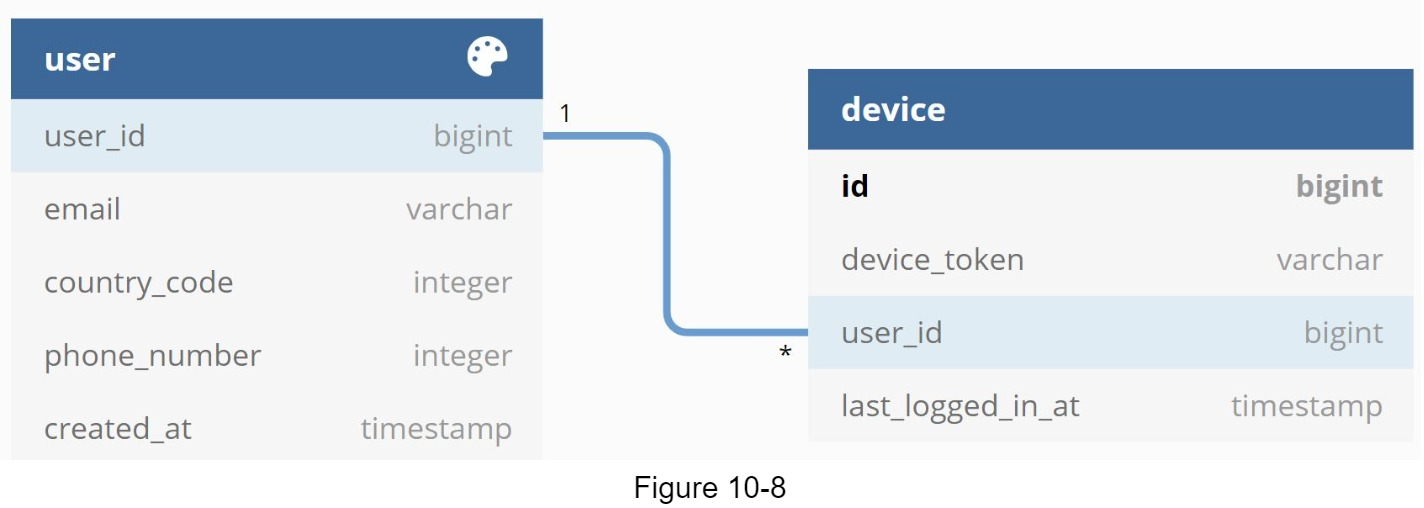 user
user_id bigint
email varchar
country_code integer
phone_number integer
created_at timestamp
1
*
device
id bigint
device_token varchar
user_id bigint
last_logged_in_at timestamp
Figure 10-8